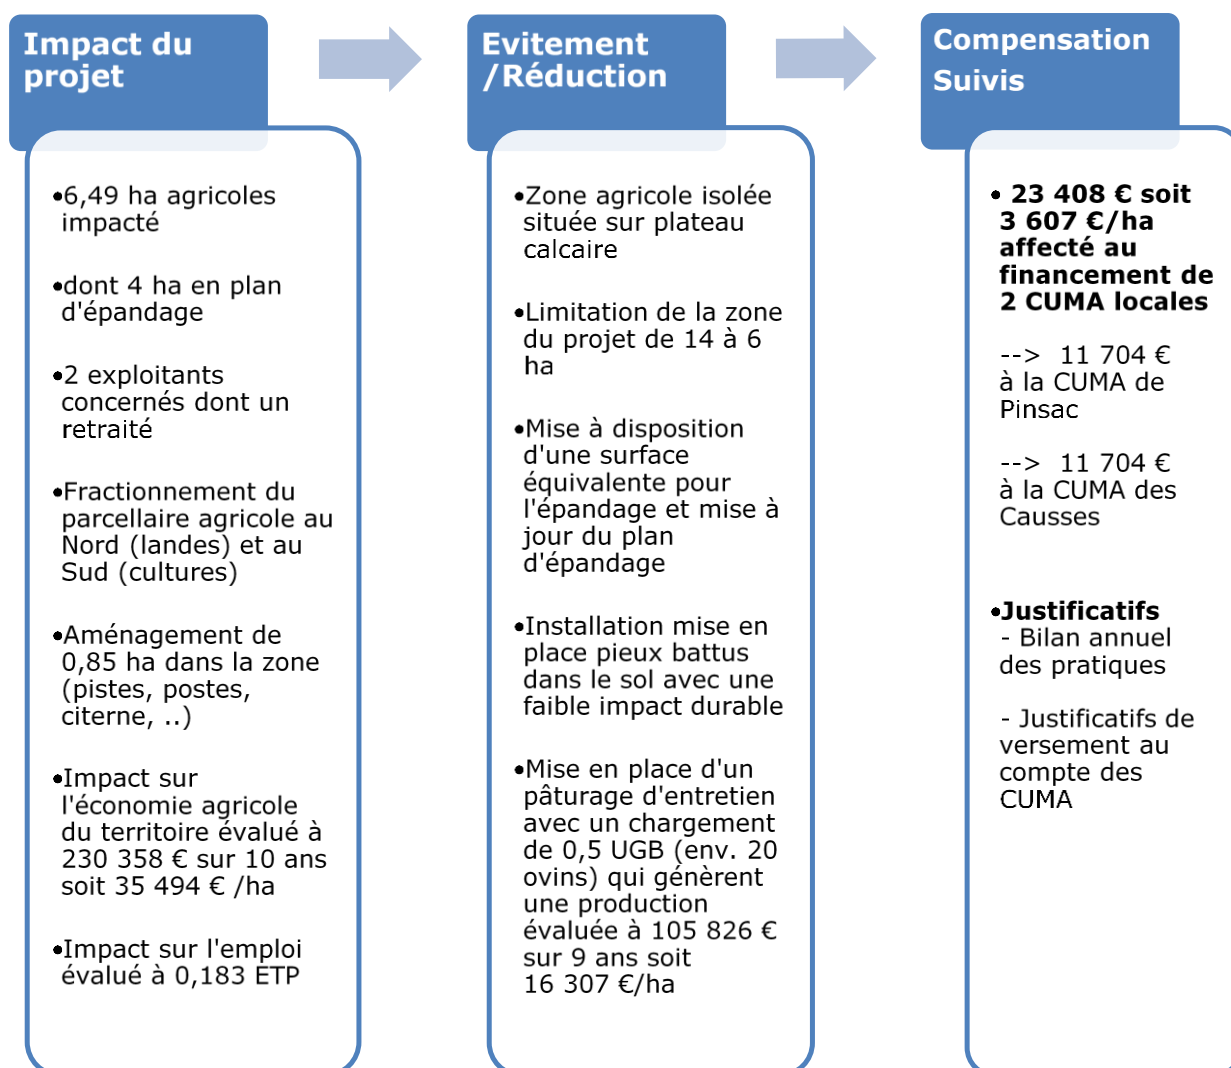 Impact du
projet
•6,49 ha agricoles
impacté
•dont 4 ha en plan
d'épandage
•2 exploitants
concernés dont un
retraité
•Fractionnement du
parcellaire agricole au
Nord (landes) et au
Sud (cultures)
•Aménagement de
0,85 ha dans la zone
(pistes, postes,
citerne, ..)
•Impact sur
l'économie agricole
du territoire évalué à
230 358 € sur 10 ans
soit 35 494 € /ha
•Impact sur l'emploi
évalué à 0,183 ETP
Evitement
/Réduction
•Zone agricole isolée
située sur plateau
calcaire
•Limitation de la zone
du projet de 14 à 6
ha
•Mise à disposition
d'une surface
équivalente pour
l'épandage et mise à
jour du plan
d'épandage
•Installation mise en
place pieux battus
dans le sol avec une
faible impact durable
•Mise en place d'un
pâturage d'entretien
avec un chargement
de 0,5 UGB (env. 20
ovins) qui génèrent
une production
évaluée à 105 826 €
sur 9 ans soit
16 307 €/ha
Compensation
Suivis
• 23 408 € soit
3 607 €/ha
affecté au
financement de
2 CUMA locales
--> 11 704 €
à la CUMA de
Pinsac
--> 11 704 €
à la CUMA des
Causses
•Justificatifs
- Bilan annuel
des pratiques
- Justificatifs de
versement au
compte des
CUMA